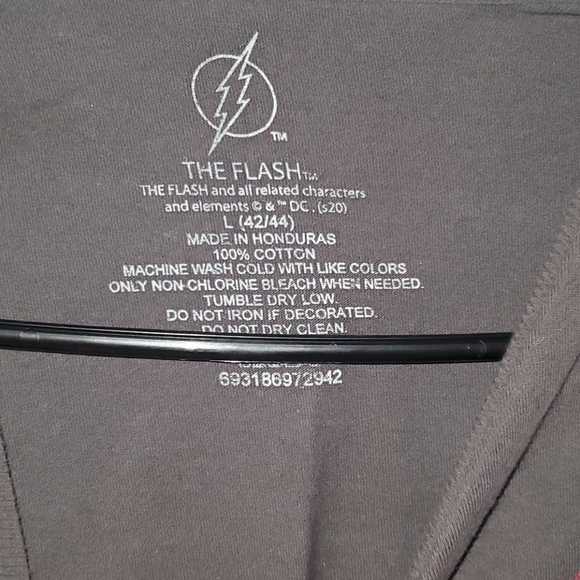 TM
THE FLASH™
THE FLASH and all related characters
and elements © & ™ DC. (s20)
L (42/44)
MADE IN HONDURAS
100% COTTON
MACHINE WASH COLD WITH LIKE COLORS
ONLY NON-CHLORINE BLEACH WHEN NEEDED.
TUMBLE DRY LOW.
DO NOT IRON IF DECORATED.
DO NOT DRY CLEAN.
693186972942